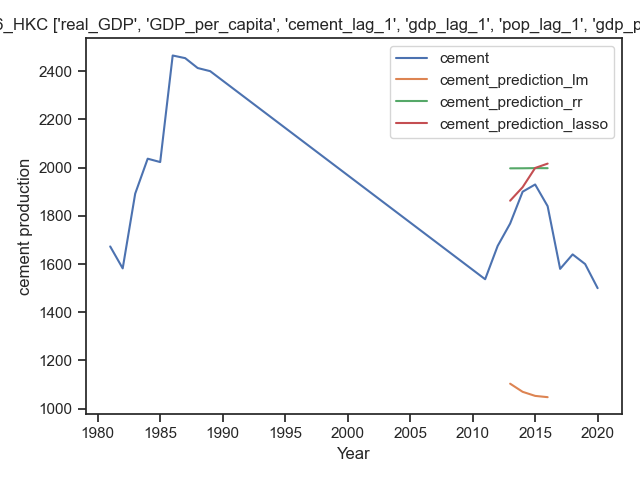 6_HKC ['real_GDP', 'GDP_per_capita', 'cement_lag_1', 'gdp_lag_1', 'pop_lag_1', 'gdp_p
cement
cement_prediction_lm
cement_prediction_rr
cement_prediction_lasso
cement production
2400
2200
2000
1800
1600
1400
1200
1000
1980 1985 1990 1995 2000 2005 2010 2015 2020
Year